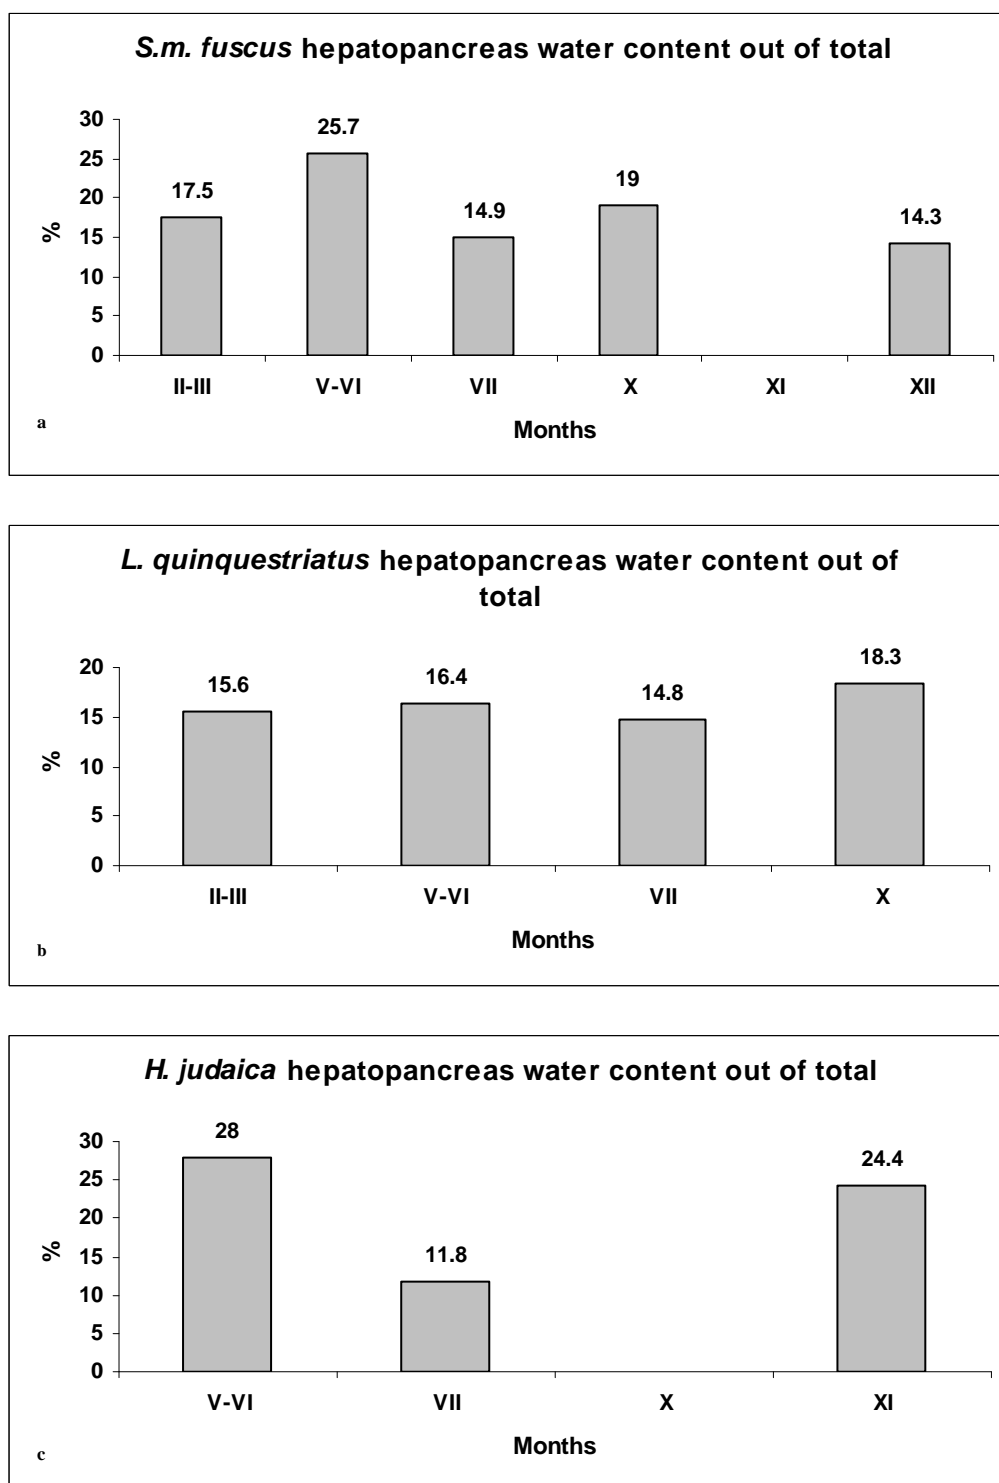 S.m. fuscus hepatopancreas water content out of total
30
25
20
15
10
5
0
%
17.5
25.7
14.9
19
14.3
II-III
V-VI
VII
X
XI
XII
Months
a
L. quinquestriatus hepatopancreas water content out of
total
20
15
10
5
0
%
15.6
16.4
14.8
18.3
II-III
V-VI
VII
X
Months
b
H. judaica hepatopancreas water content out of total
30
25
20
15
10
5
0
%
28
11.8
24.4
V-VI
VII
X
XI
Months
c